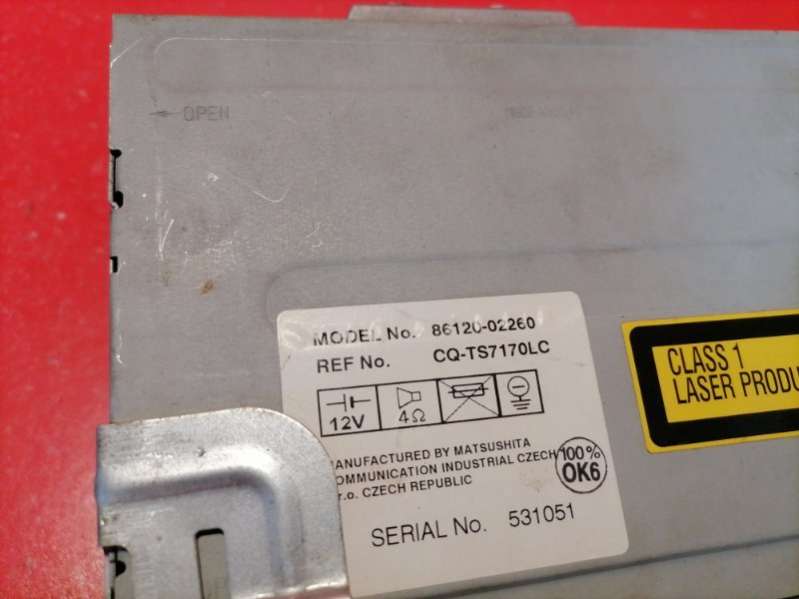 OPEN
MODEL No. 86120-02260
REF No. CQ-TS7170LC
12V
4Ω
MANUFACTURED BY MATSUSHITA
COMMUNICATION INDUSTRIAL CZECH
s.r.o. CZECH REPUBLIC
100%
OK6
SERIAL No. 531051
CLASS 1
LASER PRODU